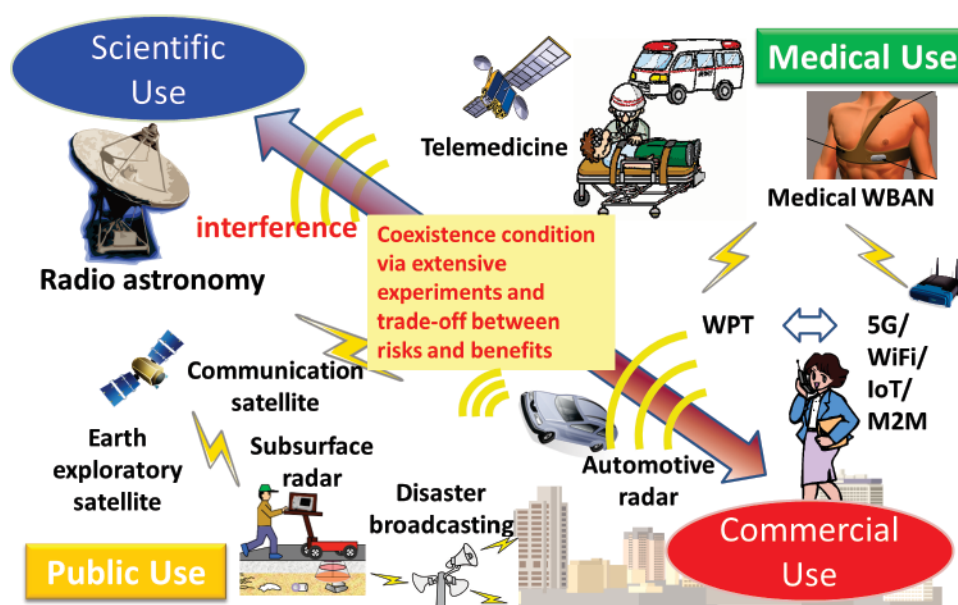 Scientific
Use
Medical Use
Telemedicine
Medical WBAN
interference
Radio astronomy
Coexistence condition
via extensive
experiments and
trade-off between
risks and benefits
WPT
5G/
WiFi/
IoT/
M2M
Communication
satellite
Earth
exploratory
satellite
Subsurface
radar
Automotive
radar
Disaster
broadcasting
Public Use
Commercial
Use